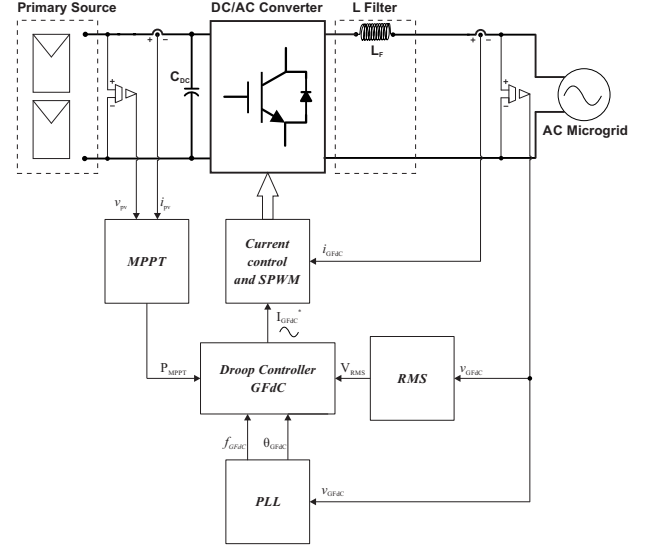 Primary Source
DC/AC Converter
L Filter
+ −
+ −
L_F
C_DC
+
−
+
−
AC Microgrid
v_pv
i_pv
MPPT
Current
control
and SPWM
i_GFdC
I_GFdC*
P_MPPT
Droop Controller
GFdC
V_RMS
RMS
v_GFdC
f_GFdC
θ_GFdC
PLL
v_GFdC